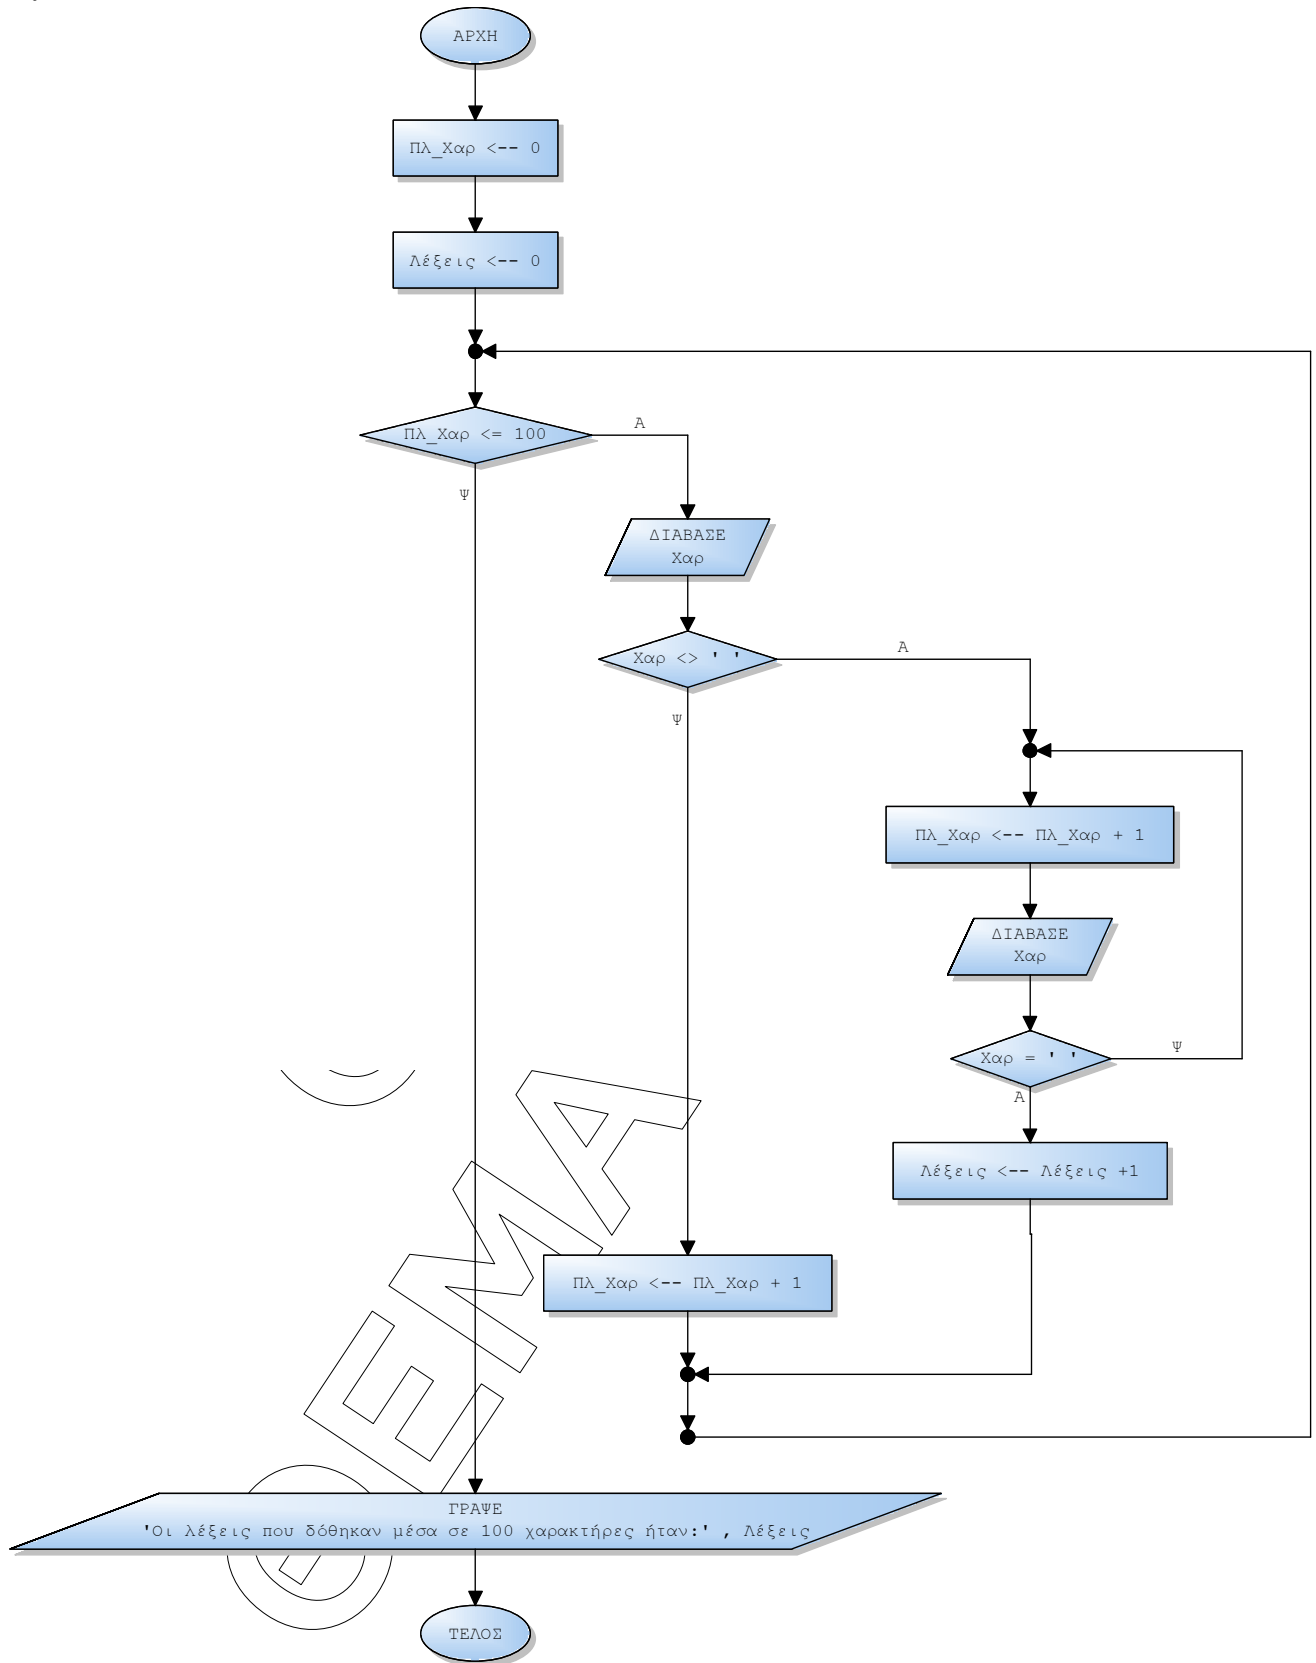 ΑΡΧΗ
Πλ_Χαρ <-- 0
Λέξεις <-- 0
Πλ_Χαρ <= 100
Α
Ψ
ΔΙΑΒΑΣΕ
Χαρ
Χαρ <> ' '
Α
Ψ
Πλ_Χαρ <-- Πλ_Χαρ + 1
ΔΙΑΒΑΣΕ
Χαρ
Χαρ = ' '
Ψ
Α
Λέξεις <-- Λέξεις +1
Πλ_Χαρ <-- Πλ_Χαρ + 1
ΓΡΑΨΕ
'Οι λέξεις που δόθηκαν μέσα σε 100 χαρακτήρες ήταν:' , Λέξεις
ΤΕΛΟΣ
ΘΕΜΑ